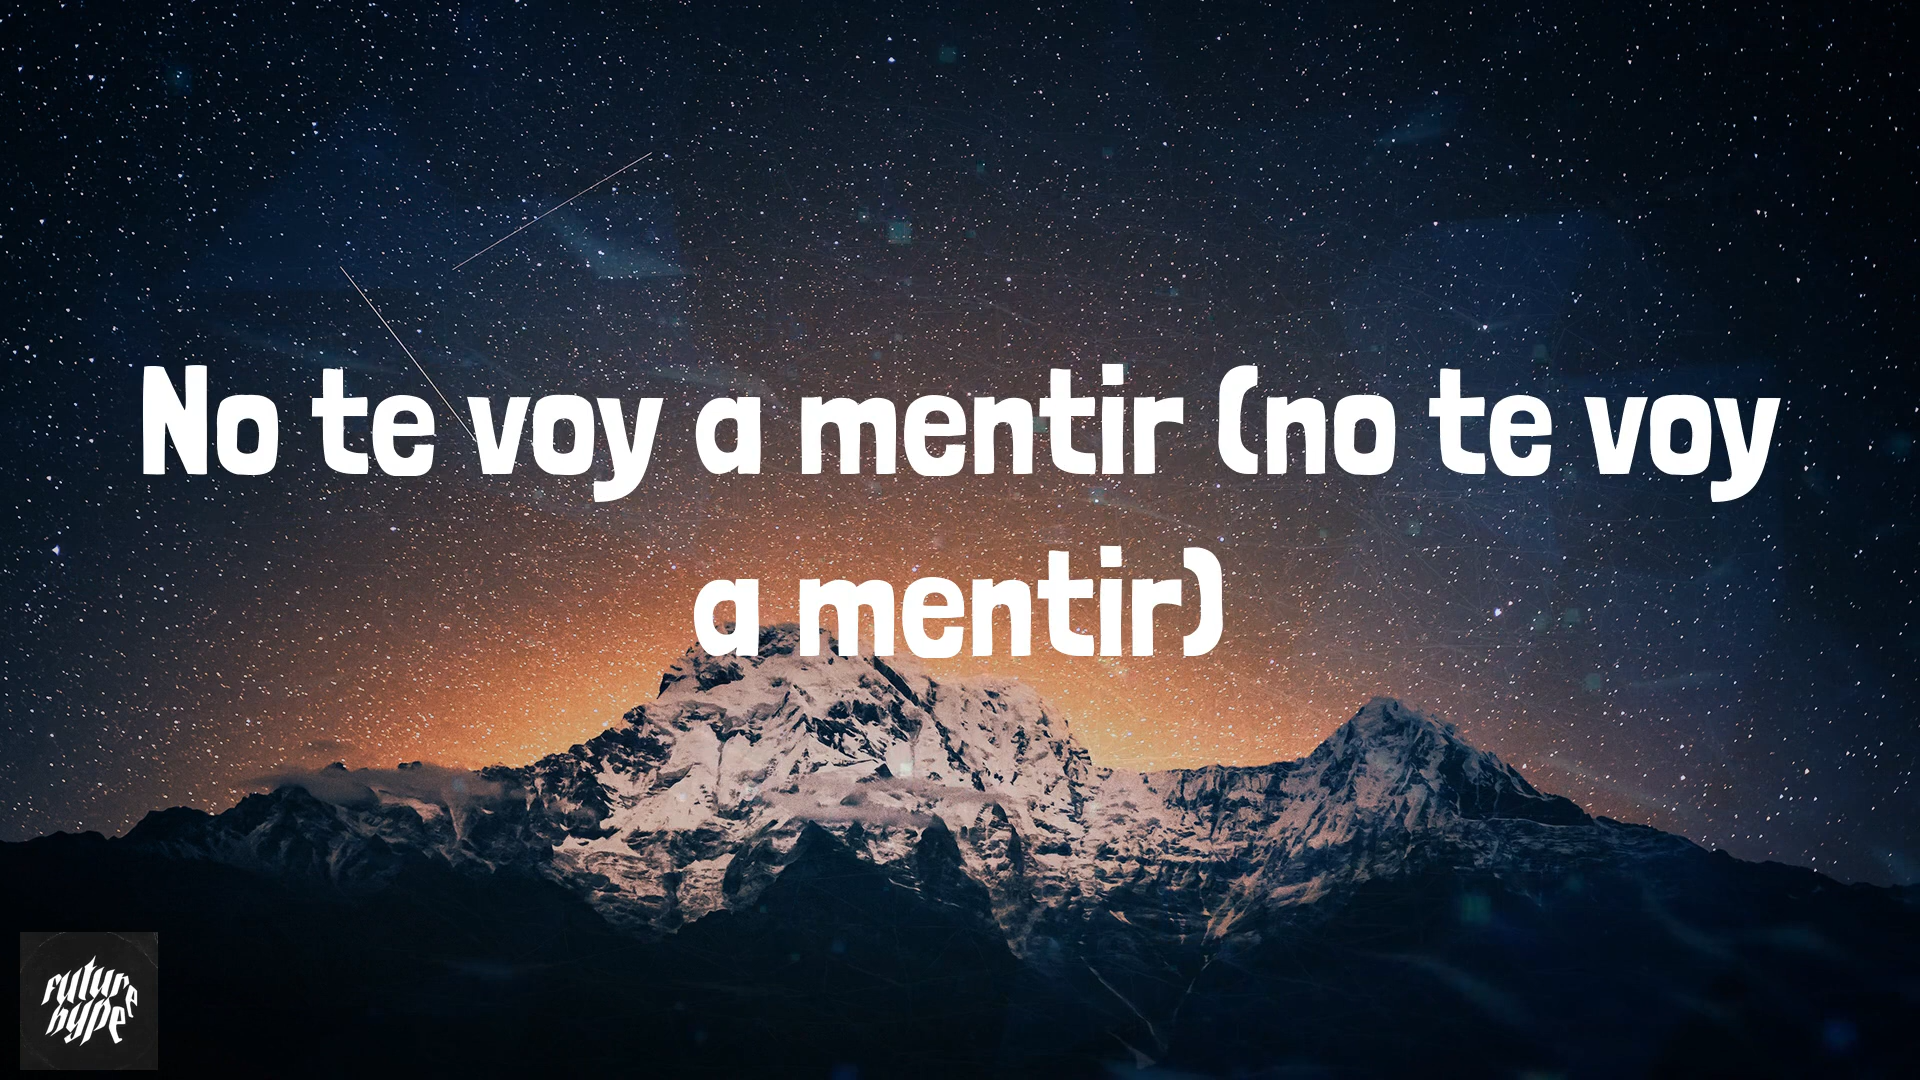 No te voy a mentir (no te voy
a mentir)
future
hype